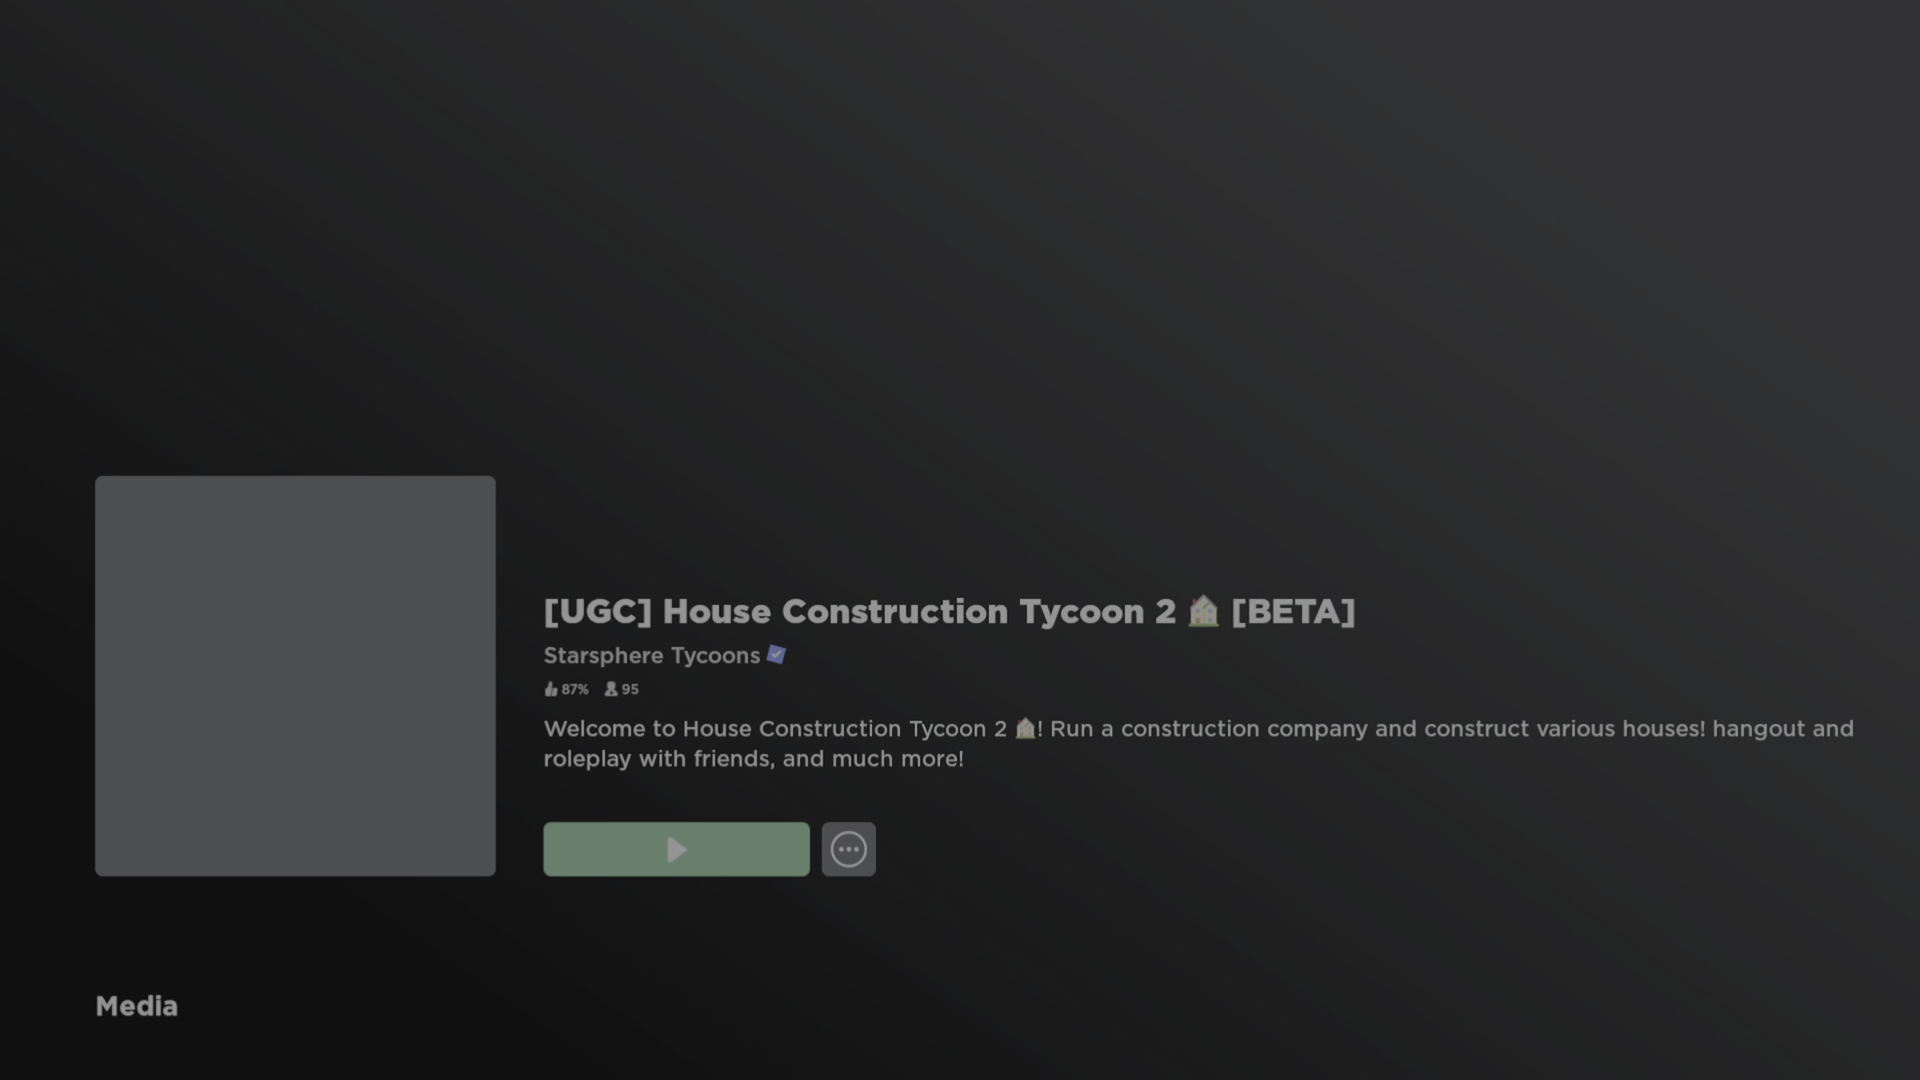 [UGC] House Construction Tycoon 2 🏠 [BETA]
Starsphere Tycoons
87% 95
Welcome to House Construction Tycoon 2 🏠! Run a construction company and construct various houses! hangout and
roleplay with friends, and much more!
Media